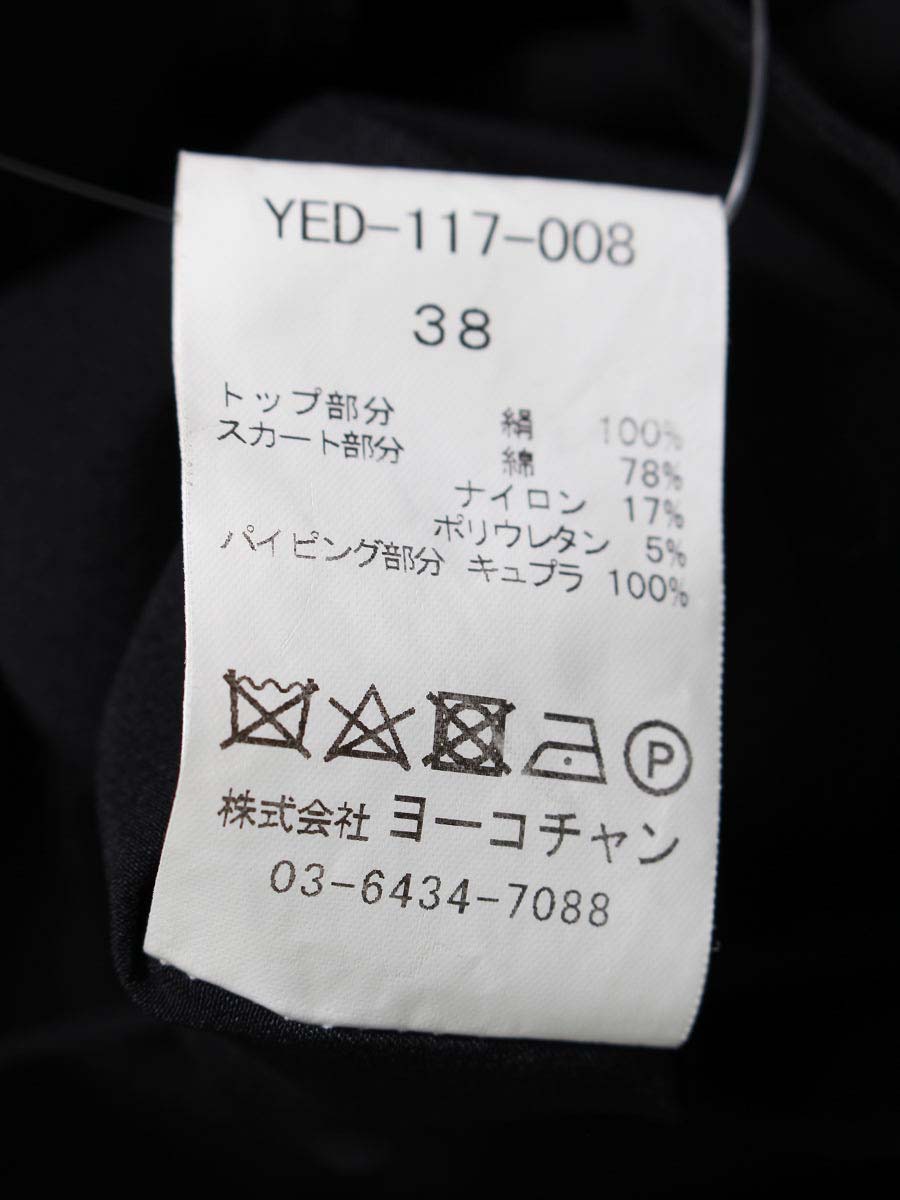 YED-117-008
38
トップ部分 絹 100%
スカート部分 綿 78%
ナイロン 17%
ポリウレタン 5%
パイピング部分 キュプラ 100%
P
株式会社 ヨーコチャン
03-6434-7088